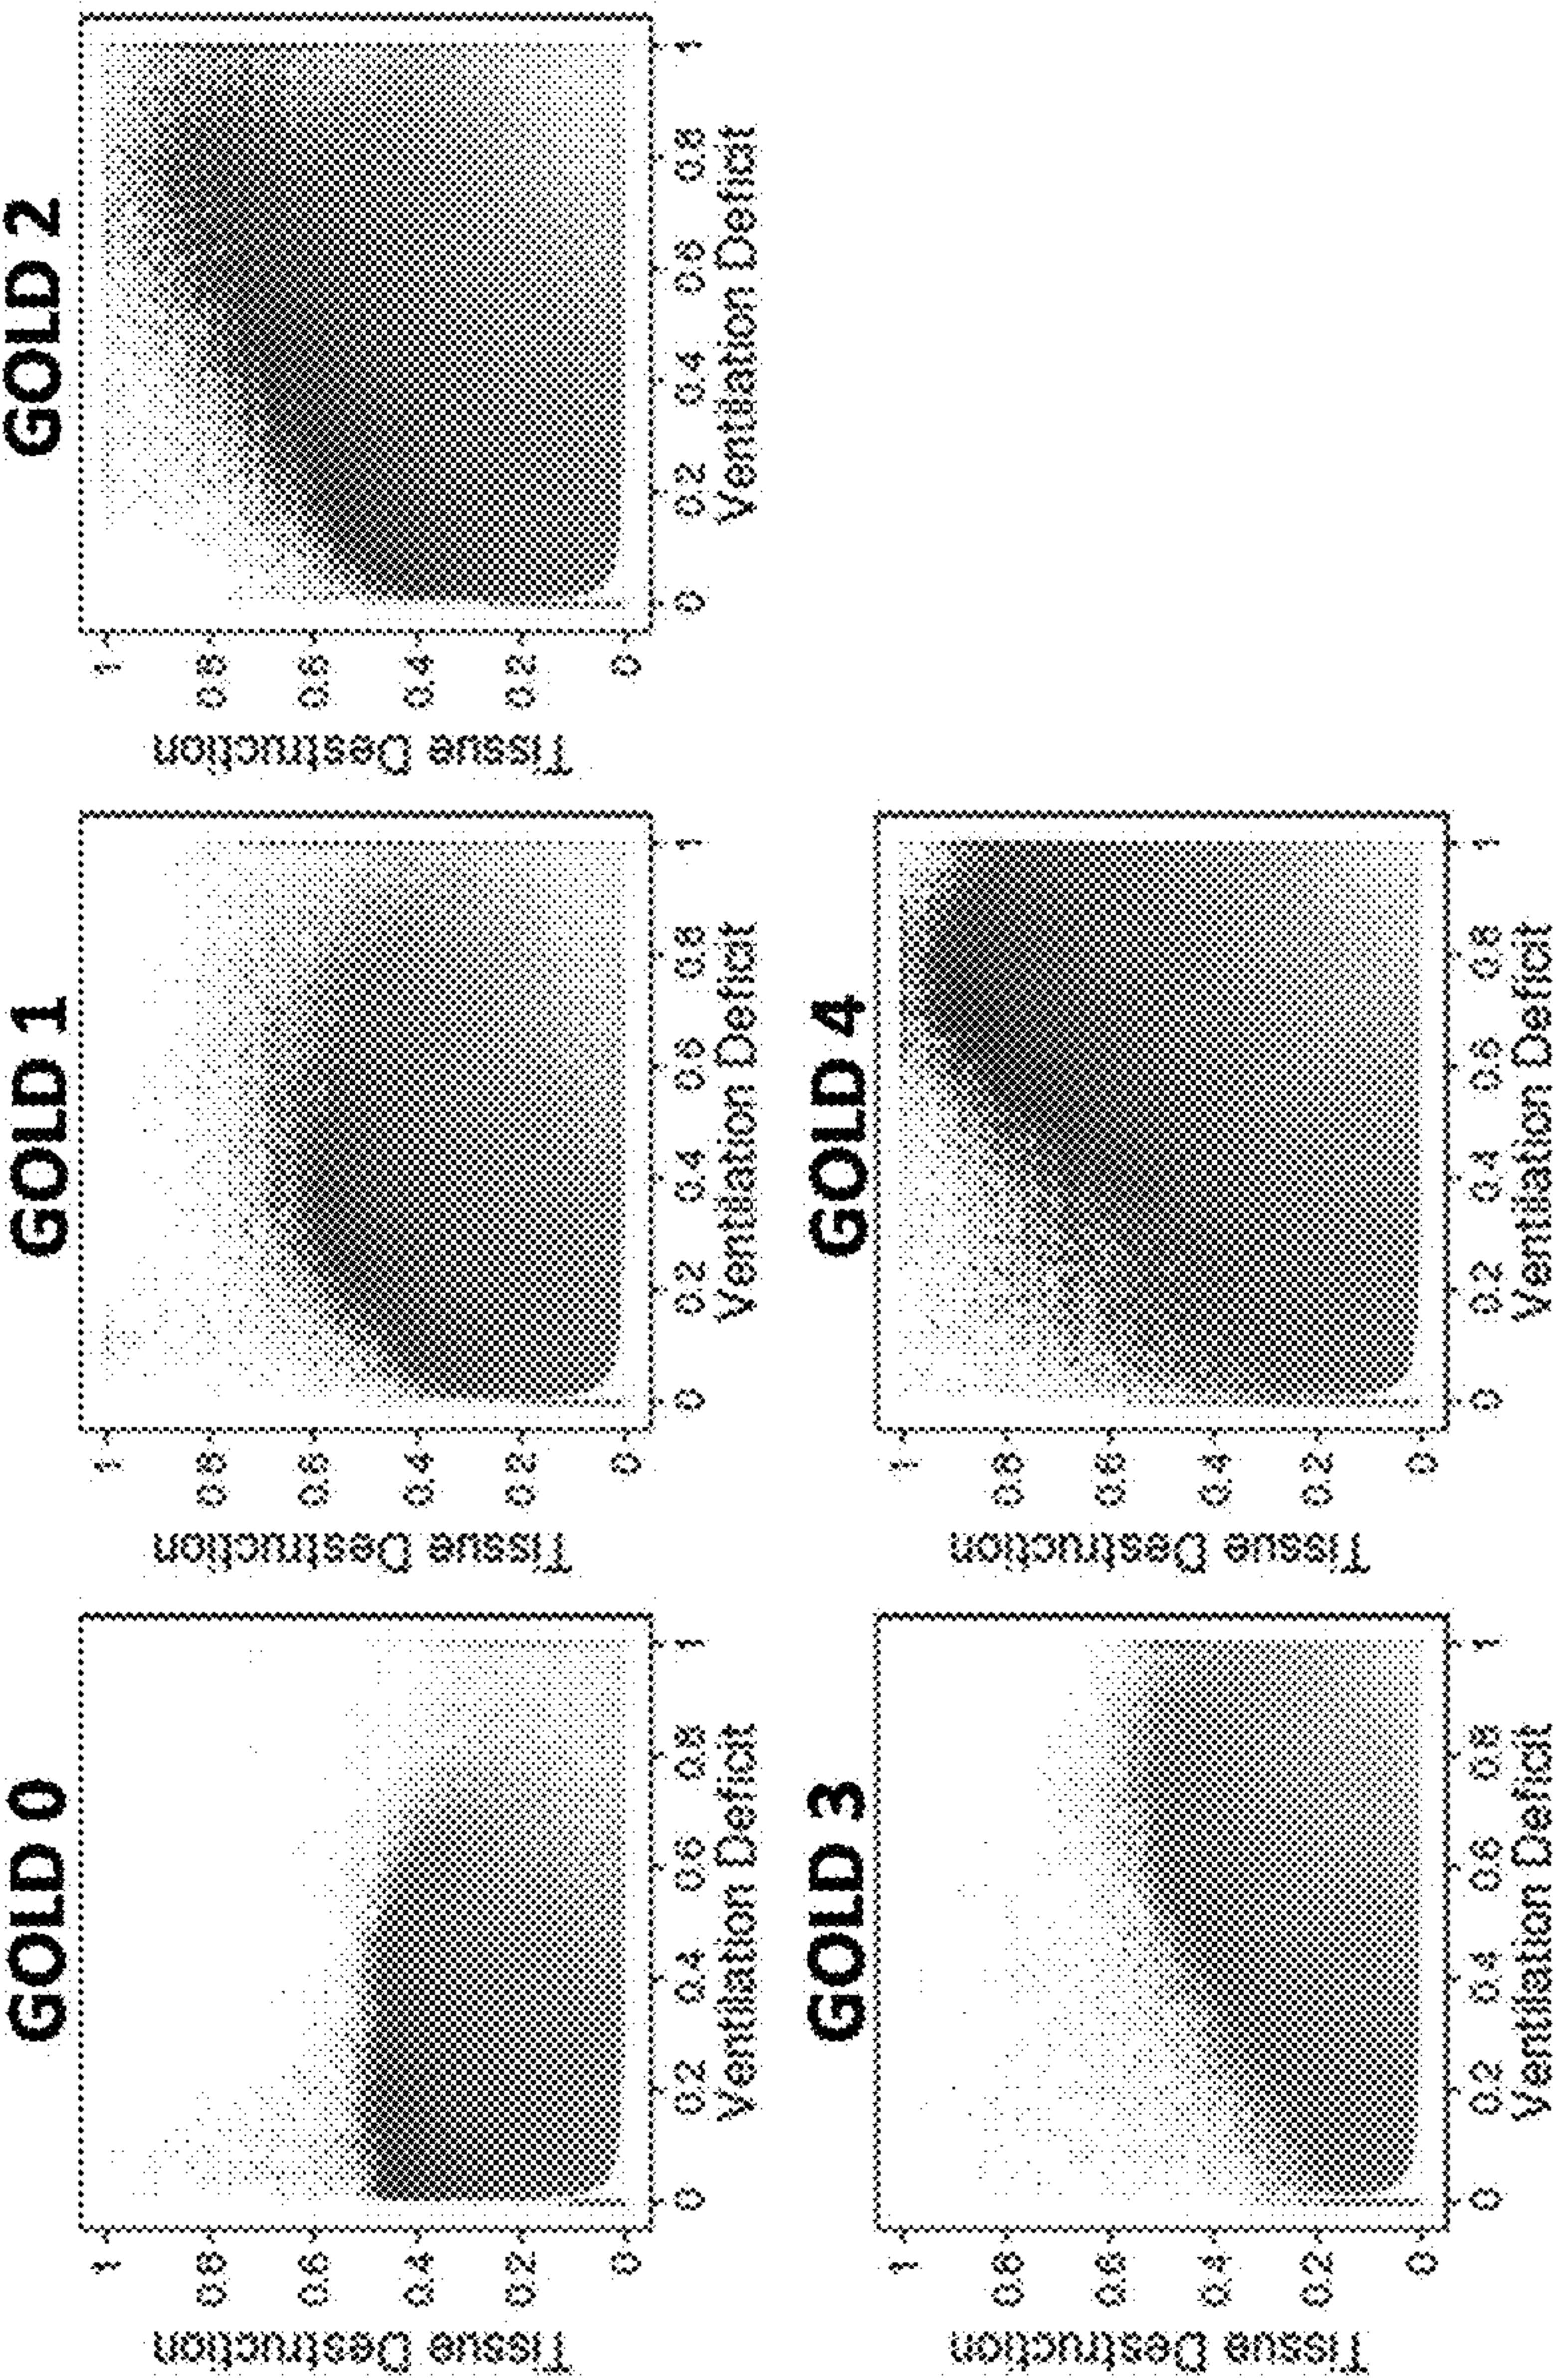 GOLD 0
Tissue Destruction
1
0.8
0.6
0.4
0.2
0
0 0.2 0.4 0.6 0.8 1
Ventilation Deficit
GOLD 1
Tissue Destruction
1
0.8
0.6
0.4
0.2
0
0 0.2 0.4 0.6 0.8 1
Ventilation Deficit
GOLD 2
Tissue Destruction
1
0.8
0.6
0.4
0.2
0
0 0.2 0.4 0.6 0.8 1
Ventilation Deficit
GOLD 3
Tissue Destruction
1
0.8
0.6
0.4
0.2
0
0 0.2 0.4 0.6 0.8 1
Ventilation Deficit
GOLD 4
Tissue Destruction
1
0.8
0.6
0.4
0.2
0
0 0.2 0.4 0.6 0.8 1
Ventilation Deficit